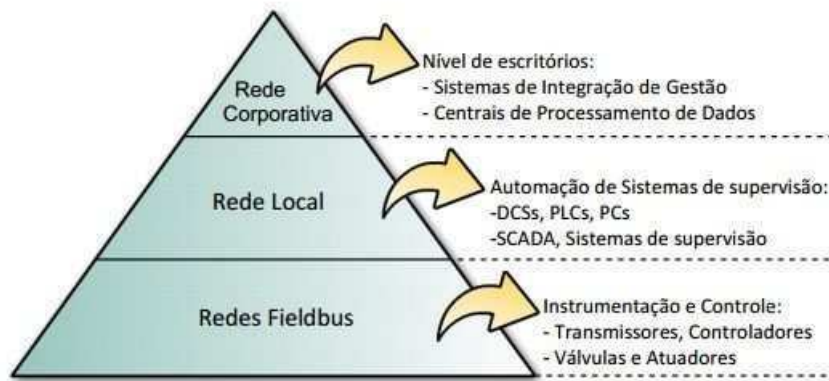 Rede
Corporativa
Nível de escritórios:
- Sistemas de Integração de Gestão
- Centrais de Processamento de Dados
Rede Local
Automação de Sistemas de supervisão:
-DCSs, PLCs, PCs
-SCADA, Sistemas de supervisão
Redes Fieldbus
Instrumentação e Controle:
- Transmissores, Controladores
- Válvulas e Atuadores